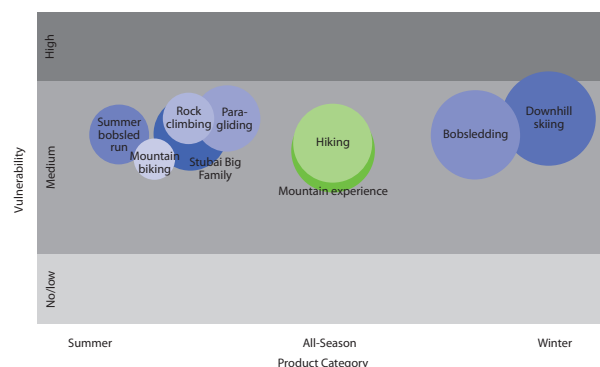 High
Medium
No/low
Vulnerability
Summer
bobsled
run
Mountain
biking
Rock
climbing
Para-
gliding
Stubai Big
Family
Hiking
Mountain experience
Bobsledding
Downhill
skiing
Summer
All-Season
Winter
Product Category